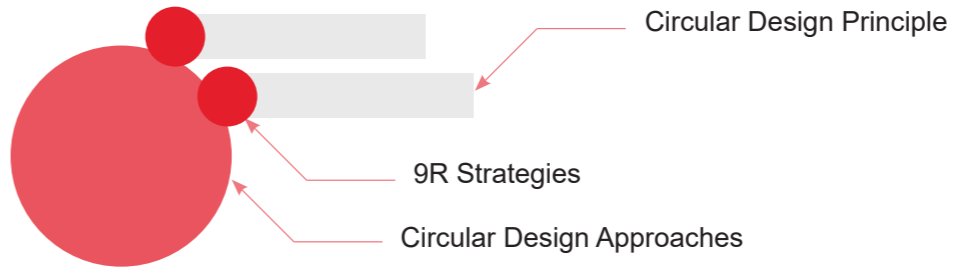 Circular Design Principle
9R Strategies
Circular Design Approaches